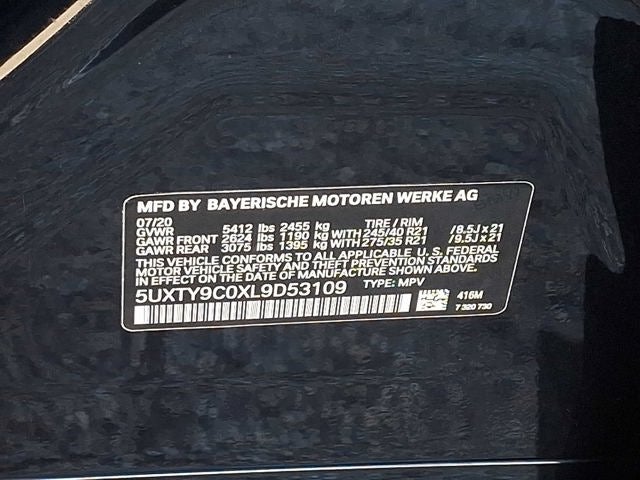 MFD BY BAYERISCHE MOTOREN WERKE AG
07/20 TIRE / RIM
GVWR 5412 lbs 2455 kg
GAWR FRONT 2624 lbs 1190 kg WITH 245/40 R21 /8.5J x 21
GAWR REAR 3075 lbs 1395 kg WITH 275/35 R21 /9.5J x 21
THIS VEHICLE CONFORMS TO ALL APPLICABLE U. S. FEDERAL
MOTOR VEHICLE SAFETY AND THEFT PREVENTION STANDARDS
IN EFFECT ON THE DATE OF MANUFACTURE SHOWN ABOVE.
5UXTY9C0XL9D53109 TYPE: MPV
416M
7 320 730